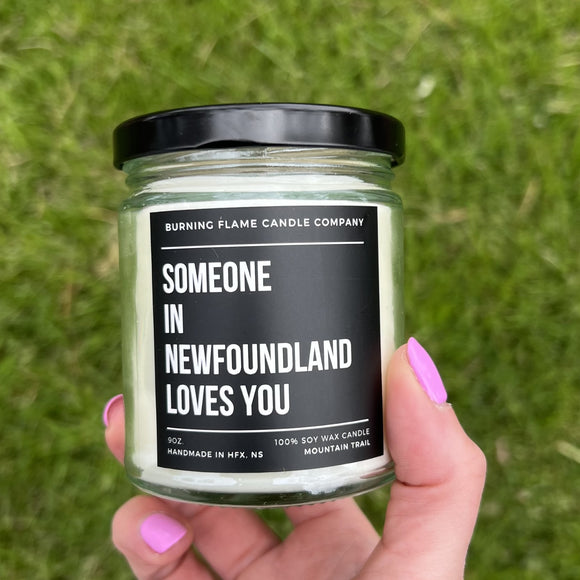 BURNING FLAME CANDLE COMPANY
SOMEONE
IN
NEWFOUNDLAND
LOVES YOU
9OZ. 100% SOY WAX CANDLE
HANDMADE IN HFX, NS MOUNTAIN TRAIL